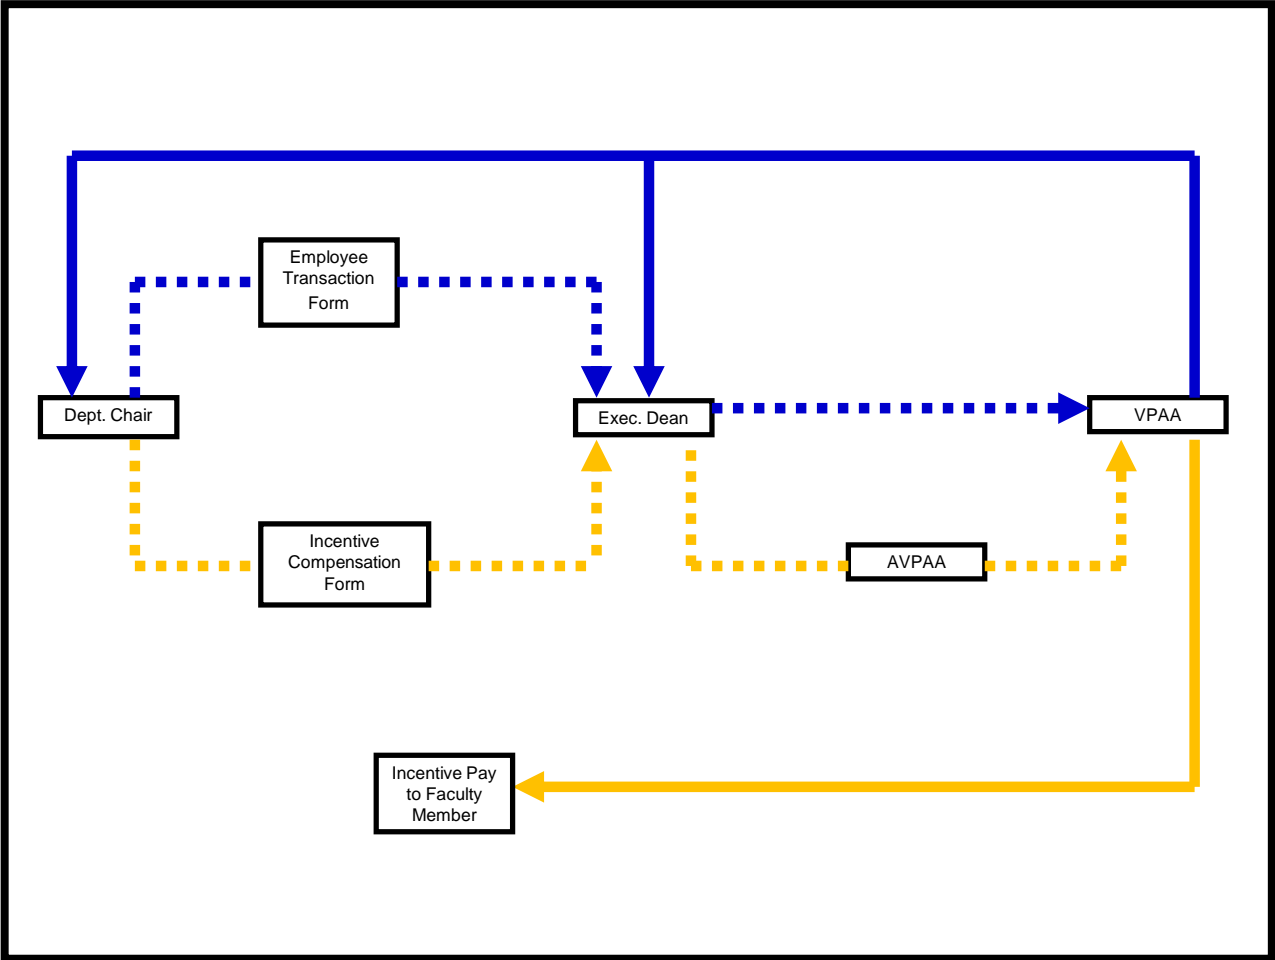 Employee
Transaction
Form
Dept. Chair
Exec. Dean
VPAA
Incentive
Compensation
Form
AVPAA
Incentive Pay
to Faculty
Member